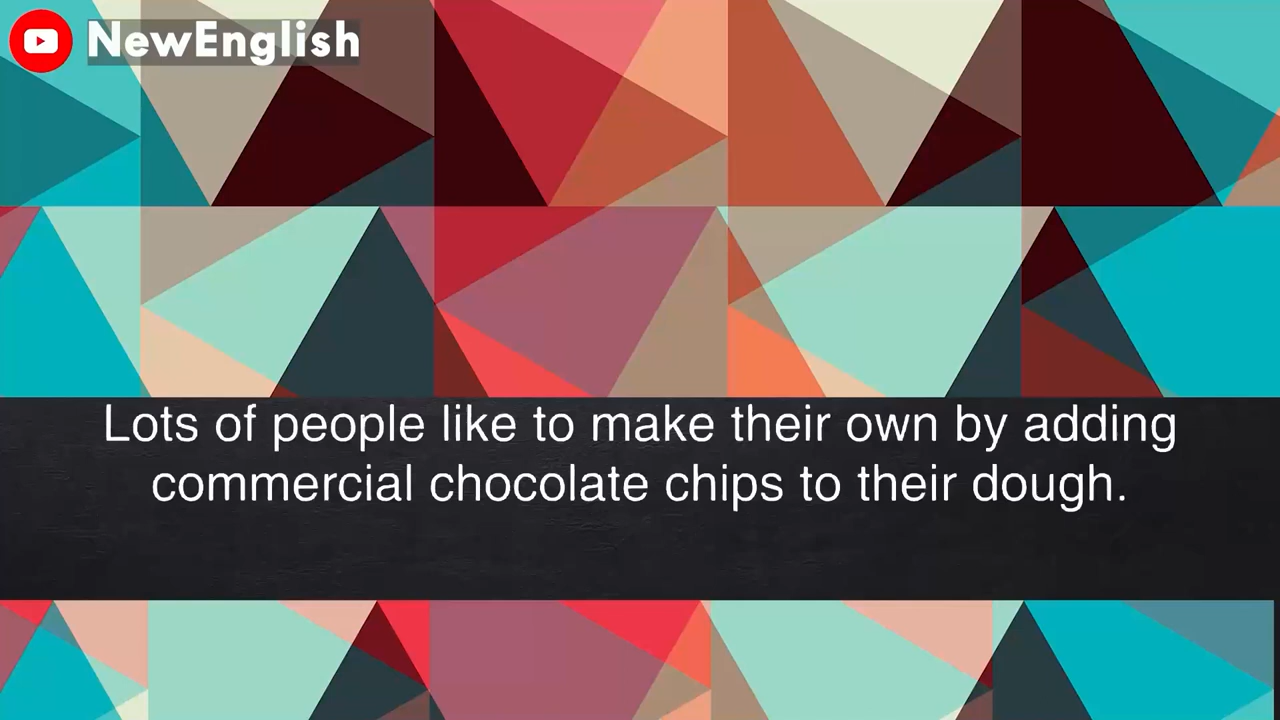 NewEnglish
Lots of people like to make their own by adding
commercial chocolate chips to their dough.